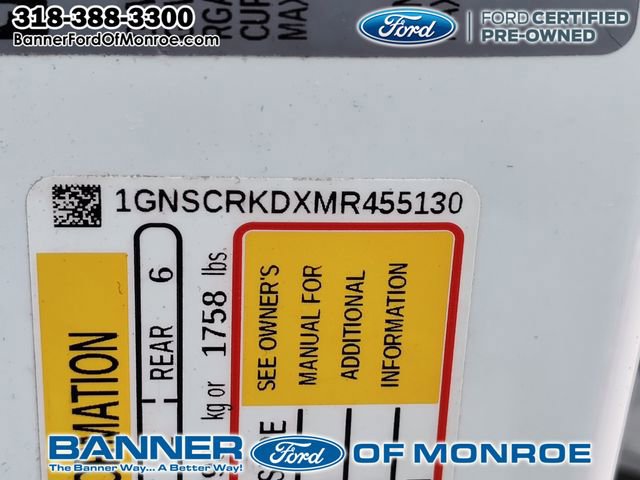 318-388-3300
BannerFordOfMonroe.com
Ford
FORD CERTIFIED
PRE-OWNED
1GNSCRKDXMR455130
REAR 6
kg or 1758 lbs.
SEE OWNER'S
MANUAL FOR
ADDITIONAL
INFORMATION
BANNER Ford OF MONROE
The Banner Way... A Better Way!